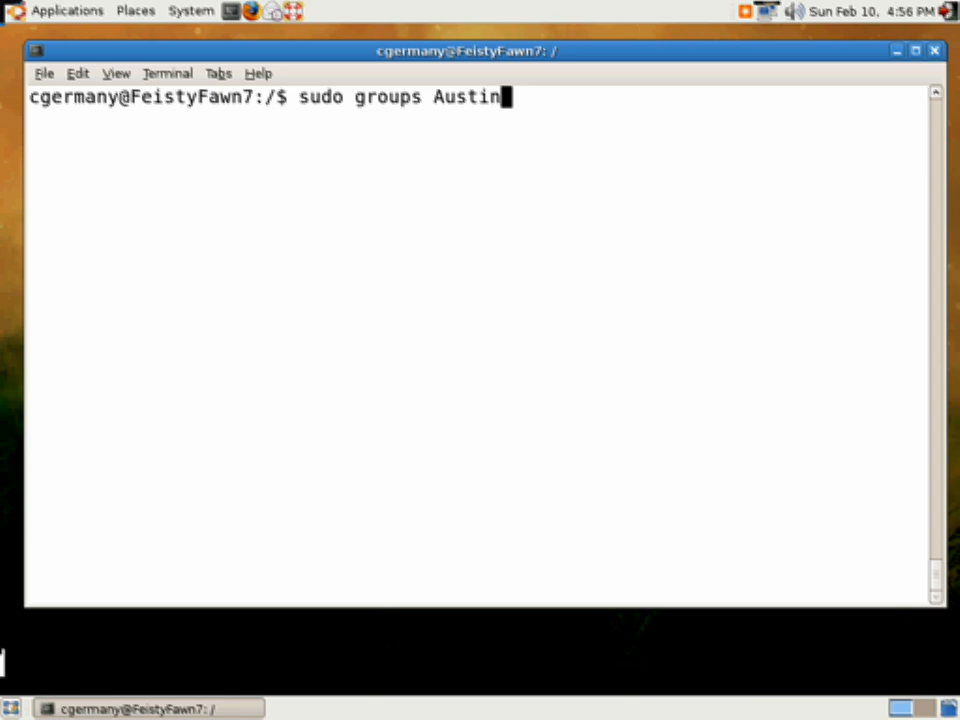 Applications Places System Sun Feb 10, 4:56 PM
cgermany@FeistyFawn7: /
File Edit View Terminal Tabs Help
cgermany@FeistyFawn7:/$ sudo groups Austin
cgermany@FeistyFawn7: /